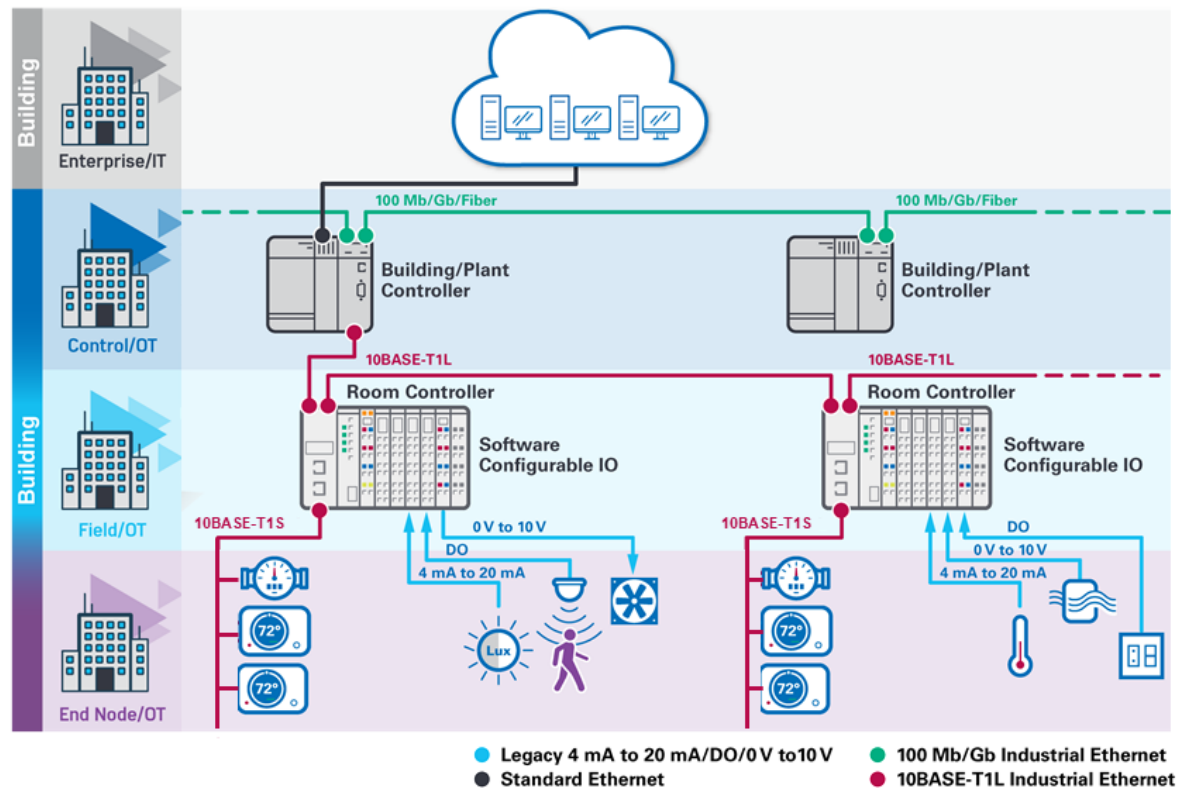 Building
Enterprise/IT
100 Mb/Gb/Fiber
100 Mb/Gb/Fiber
Building/Plant
Controller
Building/Plant
Controller
Control/OT
10BASE-T1L
10BASE-T1L
Room Controller
Room Controller
Software
Configurable IO
Software
Configurable IO
Building
Field/OT
10BASE-T1S
0 V to 10 V
DO
4 mA to 20 mA
10BASE-T1S
DO
0 V to 10 V
4 mA to 20 mA
72°
72°
Lux
72°
72°
End Node/OT
Legacy 4 mA to 20 mA/DO/0 V to10 V
100 Mb/Gb Industrial Ethernet
Standard Ethernet
10BASE-T1L Industrial Ethernet